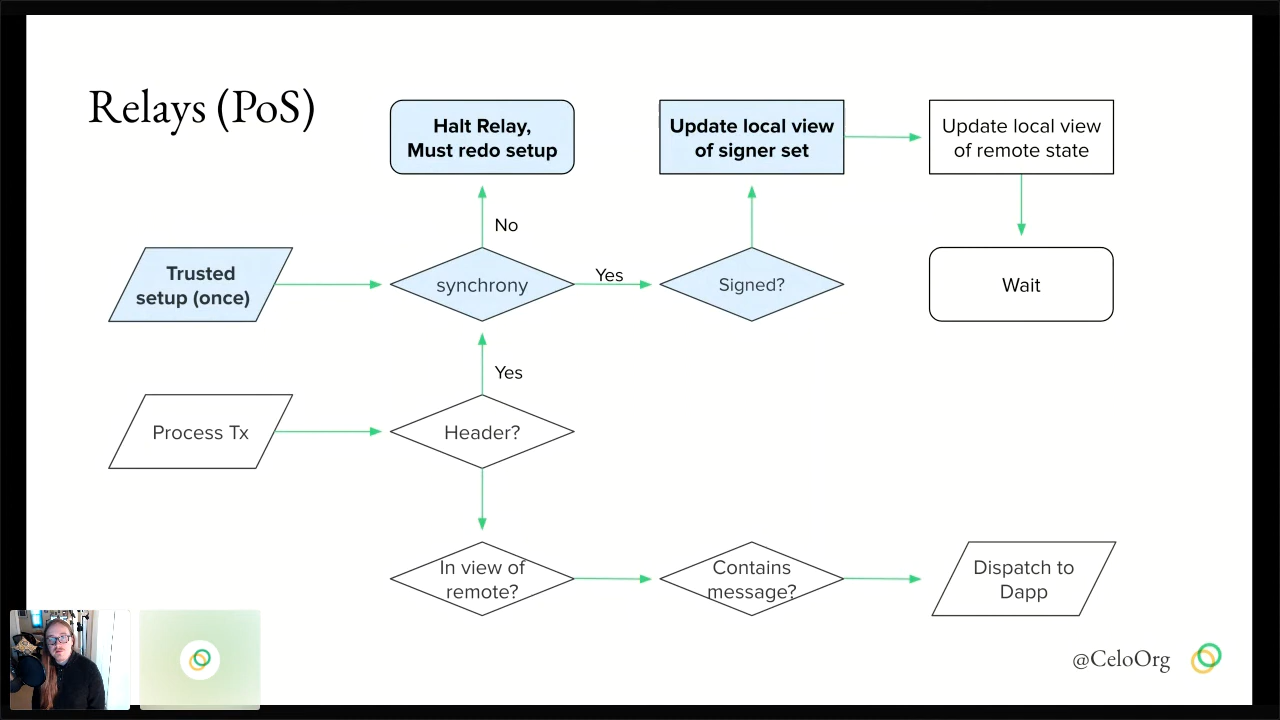 Relays (PoS)
Halt Relay,
Must redo setup
Update local view
of signer set
Update local view
of remote state
No
Trusted
setup (once)
synchrony
Yes
Signed?
Wait
Yes
Process Tx
Header?
In view of
remote?
Contains
message?
Dispatch to
Dapp
@CeloOrg